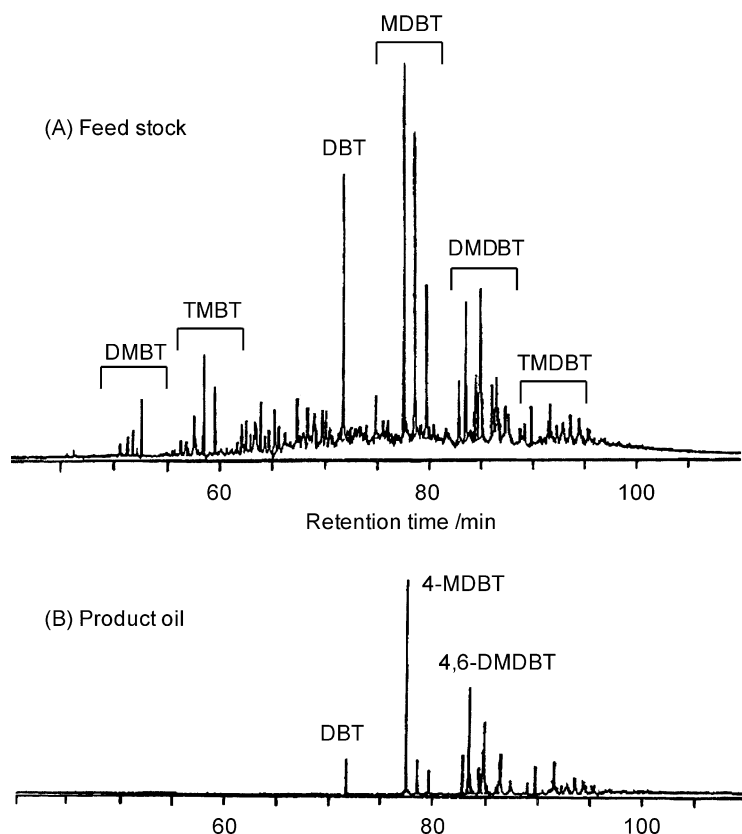 MDBT
(A) Feed stock
DBT
DMDBT
TMBT
DMBT
TMDBT
60 80 100
Retention time /min
4-MDBT
(B) Product oil
4,6-DMDBT
DBT
60 80 100